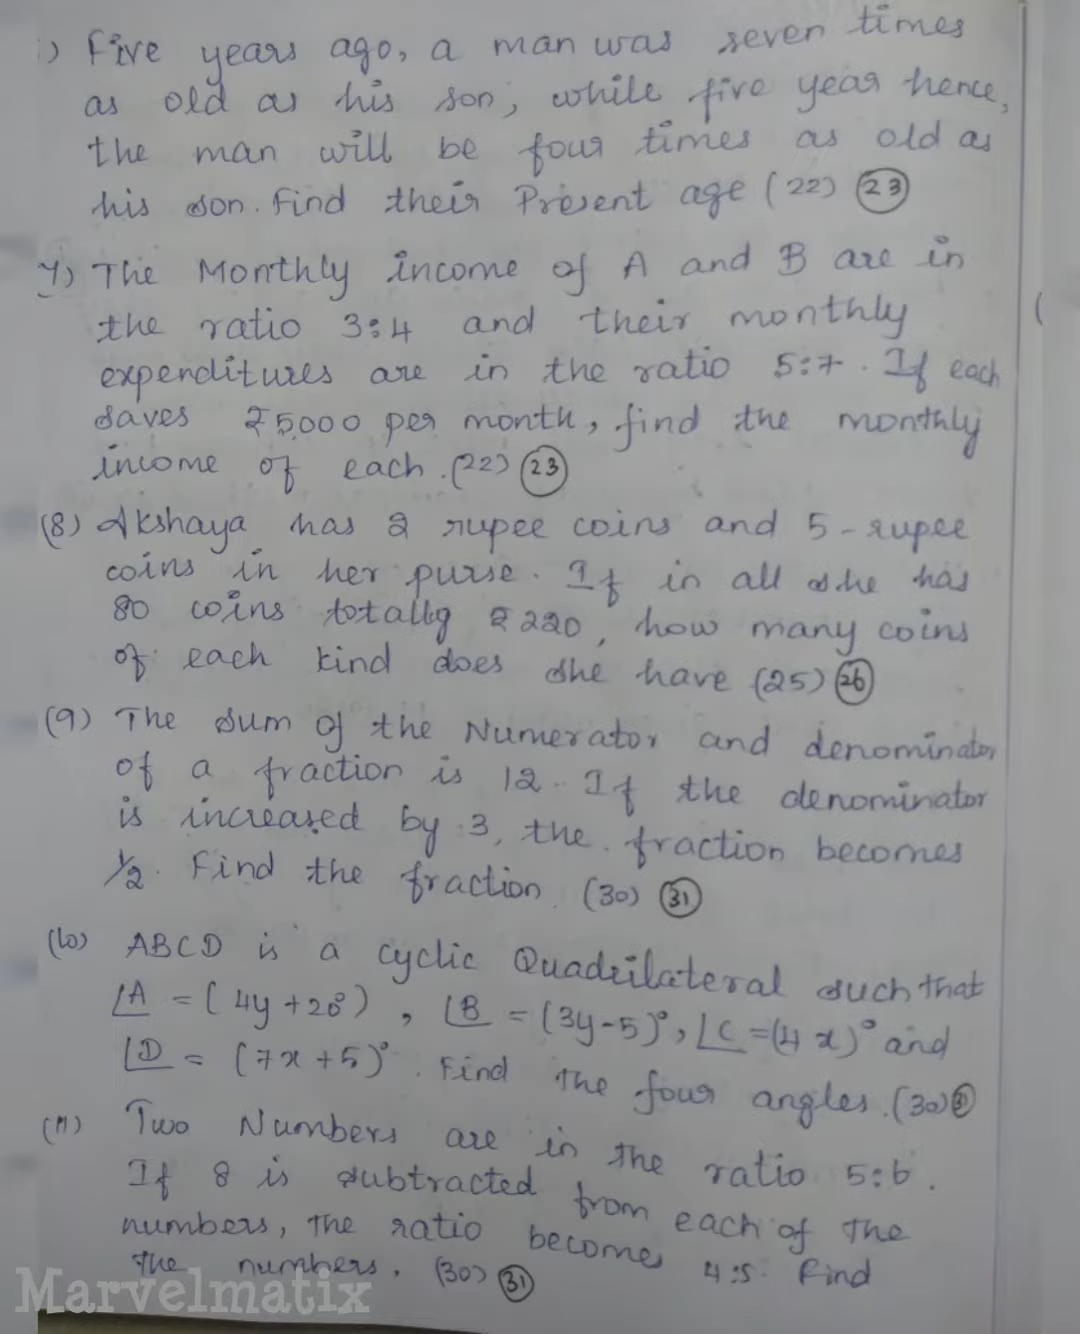 ) Five years ago, a man was seven times
as old as his son, while five year hence,
the man will be four times as old as
his son. Find their Present age (22) (23)
7) The Monthly income of A and B are in
the ratio 3:4 and their monthly
expenditures are in the ratio 5:7. If each
saves ₹5000 per month, find the monthly
income of each. (22) (23)
(8) Akshaya has 2 rupee coins and 5-rupee
coins in her purse. If in all she has
80 coins totally ₹220, how many coins
of each kind does she have (25) (26)
(9) The sum of the Numerator and denominator
of a fraction is 12. If the denominator
is increased by 3, the fraction becomes
1/2. Find the fraction. (30) (31)
(10) ABCD is a cyclic Quadrilateral such that
∠A = (4y+20°), ∠B = (3y-5)°, ∠C = (4x)° and
∠D = (7x+5)°. Find the four angles. (30)
(11) Two Numbers are in the ratio 5:6.
If 8 is subtracted from each of the
numbers, the ratio becomes 4:5. Find
the numbers. (30) (31)
Marvelmatix